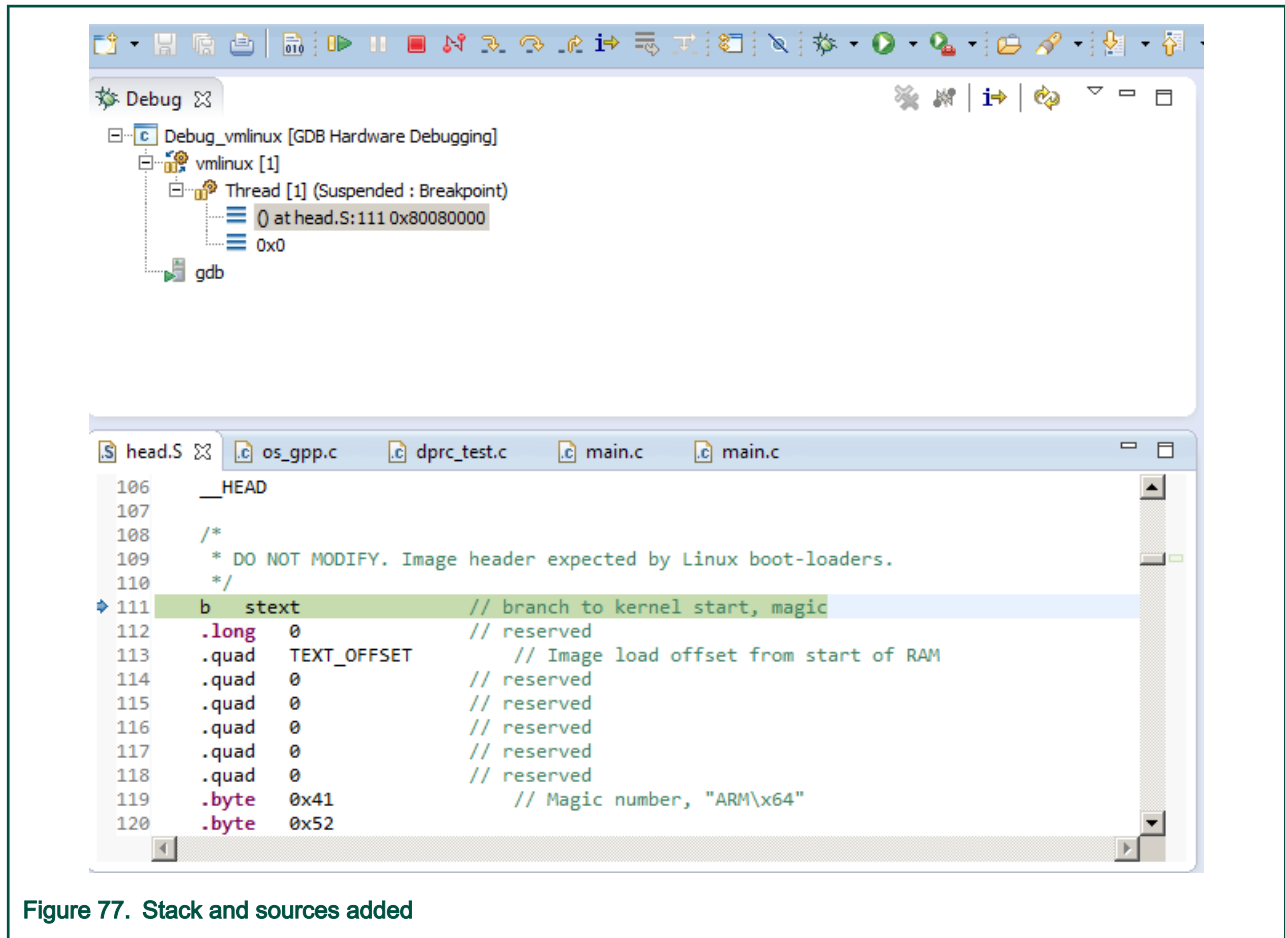 010
Debug
Debug_vmlinux [GDB Hardware Debugging]
vmlinux [1]
Thread [1] (Suspended : Breakpoint)
() at head.S:111 0x80080000
0x0
gdb
head.S
os_gpp.c
dprc_test.c
main.c
main.c
106 __HEAD
107
108 /*
109 * DO NOT MODIFY. Image header expected by Linux boot-loaders.
110 */
111 b stext // branch to kernel start, magic
112 .long 0 // reserved
113 .quad TEXT_OFFSET // Image load offset from start of RAM
114 .quad 0 // reserved
115 .quad 0 // reserved
116 .quad 0 // reserved
117 .quad 0 // reserved
118 .quad 0 // reserved
119 .byte 0x41 // Magic number, "ARM\x64"
120 .byte 0x52
Figure 77. Stack and sources added